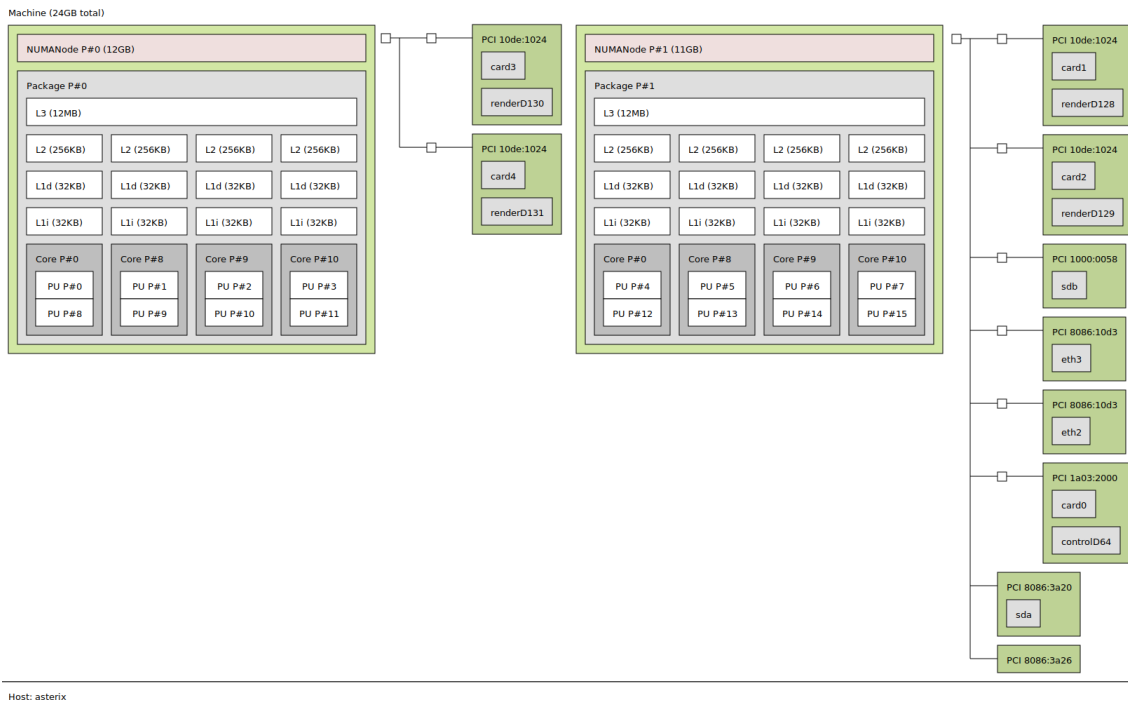 Machine (24GB total)
NUMANode P#0 (12GB)
Package P#0
L3 (12MB)
L2 (256KB) L2 (256KB) L2 (256KB) L2 (256KB)
L1d (32KB) L1d (32KB) L1d (32KB) L1d (32KB)
L1i (32KB) L1i (32KB) L1i (32KB) L1i (32KB)
Core P#0 Core P#8 Core P#9 Core P#10
PU P#0 PU P#1 PU P#2 PU P#3
PU P#8 PU P#9 PU P#10 PU P#11
PCI 10de:1024
card3
renderD130
PCI 10de:1024
card4
renderD131
NUMANode P#1 (11GB)
Package P#1
L3 (12MB)
L2 (256KB) L2 (256KB) L2 (256KB) L2 (256KB)
L1d (32KB) L1d (32KB) L1d (32KB) L1d (32KB)
L1i (32KB) L1i (32KB) L1i (32KB) L1i (32KB)
Core P#0 Core P#8 Core P#9 Core P#10
PU P#4 PU P#5 PU P#6 PU P#7
PU P#12 PU P#13 PU P#14 PU P#15
PCI 10de:1024
card1
renderD128
PCI 10de:1024
card2
renderD129
PCI 1000:0058
sdb
PCI 8086:10d3
eth3
PCI 8086:10d3
eth2
PCI 1a03:2000
card0
controlD64
PCI 8086:3a20
sda
PCI 8086:3a26
Host: asterix